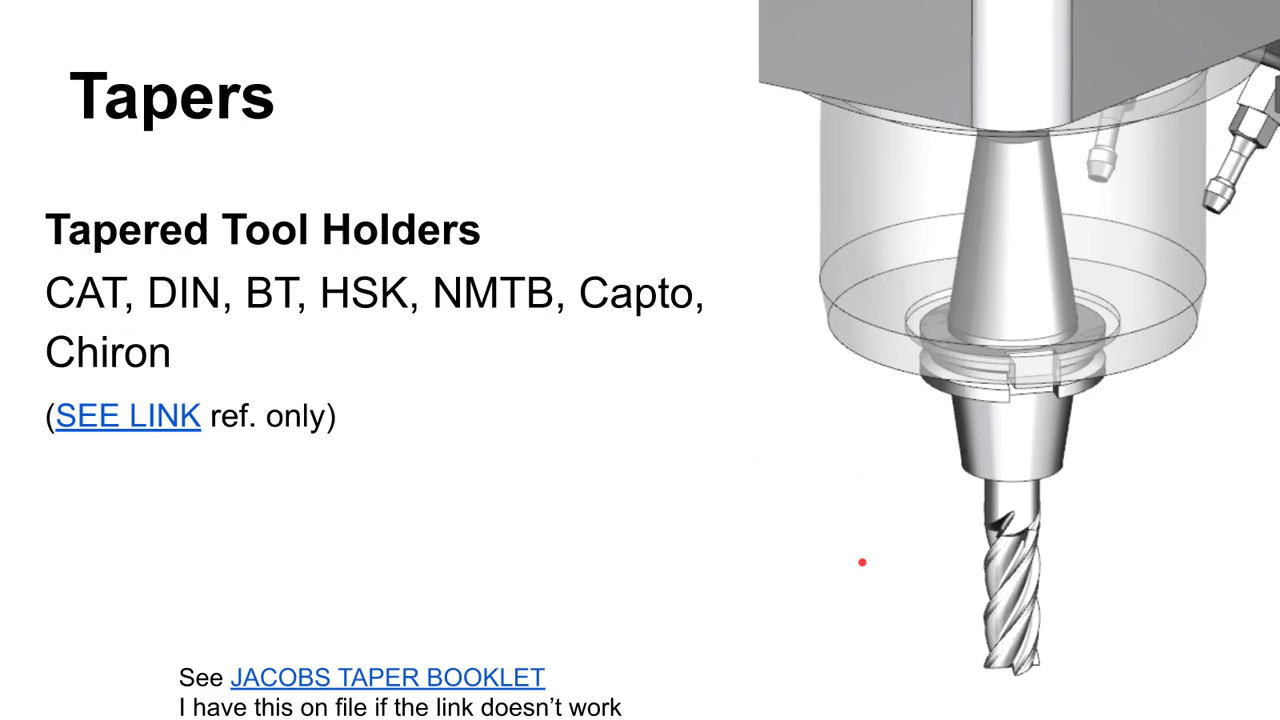 Tapers
Tapered Tool Holders
CAT, DIN, BT, HSK, NMTB, Capto,
Chiron
(SEE LINK ref. only)
See JACOBS TAPER BOOKLET
I have this on file if the link doesn’t work